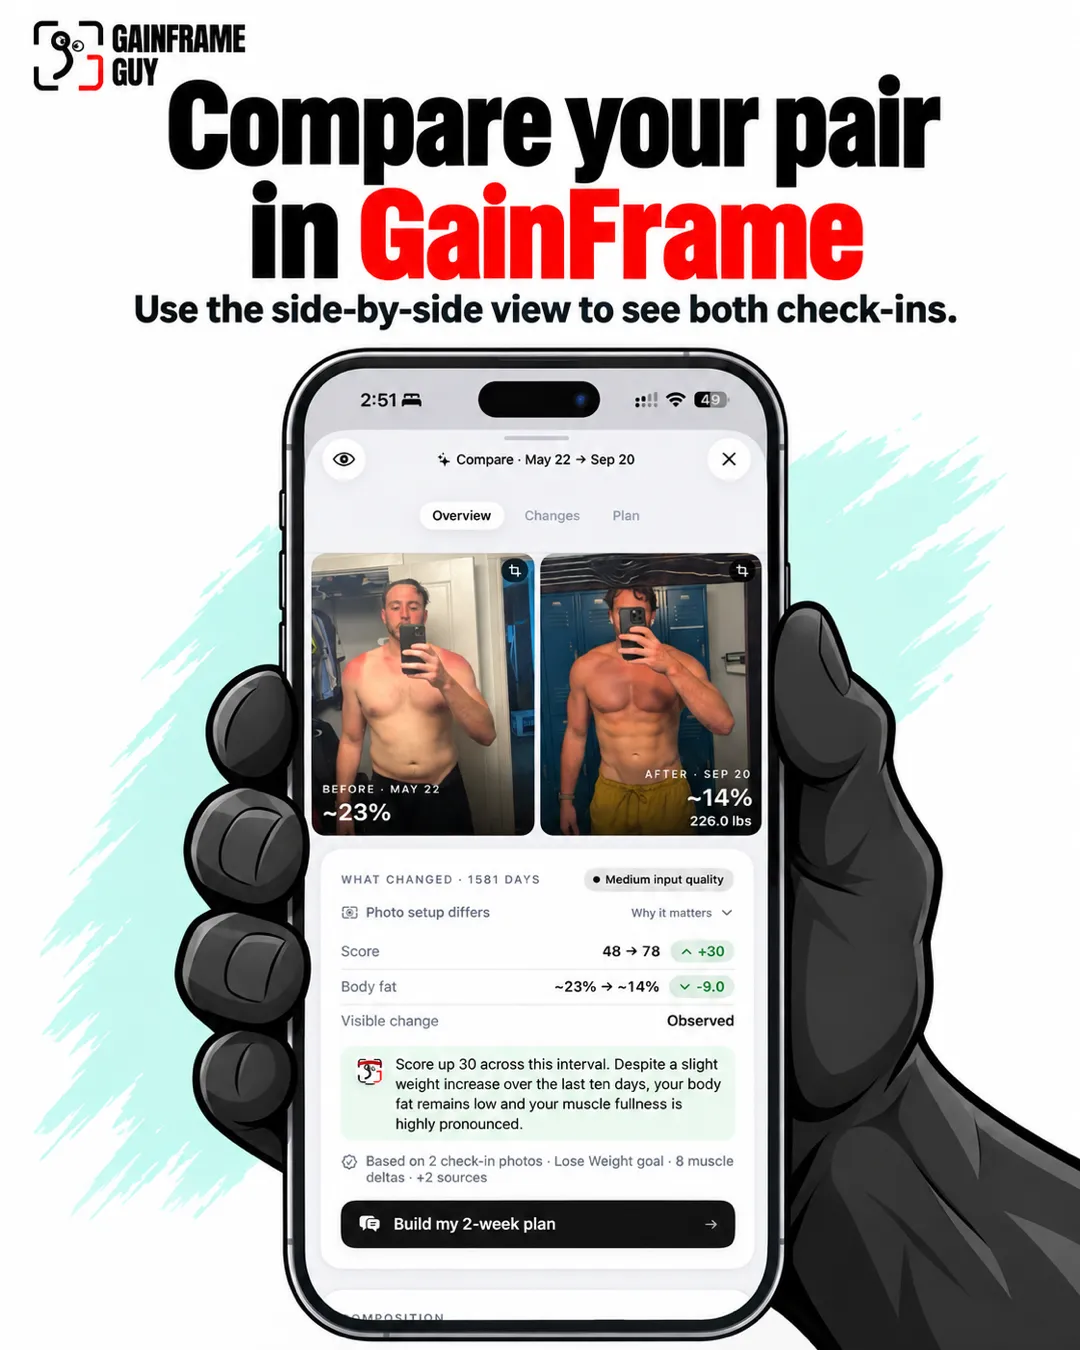 GAINFRAME
GUY
Compare your pair
in GainFrame
Use the side-by-side view to see both check-ins.
2:51
49
Compare · May 22 → Sep 20
Overview
Changes
Plan
BEFORE · MAY 22
~23%
AFTER · SEP 20
~14%
226.0 lbs
WHAT CHANGED · 1581 DAYS
Medium input quality
Photo setup differs
Why it matters
Score
48 → 78
+30
Body fat
~23% → ~14%
-9.0
Visible change
Observed
Score up 30 across this interval. Despite a slight
weight increase over the last ten days, your body
fat remains low and your muscle fullness is
highly pronounced.
Based on 2 check-in photos · Lose Weight goal · 8 muscle
deltas · +2 sources
Build my 2-week plan →
COMPOSITION